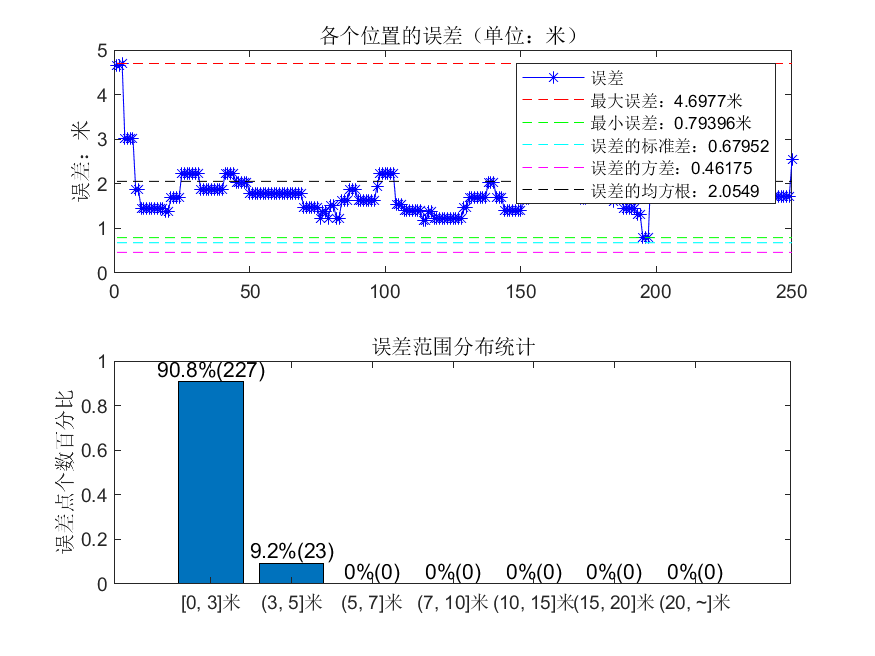 各个位置的误差（单位：米）
误差：米
5
4
3
2
1
0
0
50
100
150
200
250
误差
最大误差：4.6977米
最小误差：0.79396米
误差的标准差：0.67952
误差的方差：0.46175
误差的均方根：2.0549
误差范围分布统计
误差点个数百分比
1
0.8
0.6
0.4
0.2
0
90.8%(227)
9.2%(23)
0%(0)
0%(0)
0%(0)
0%(0)
0%(0)
[0, 3]米
(3, 5]米
(5, 7]米
(7, 10]米
(10, 15]米
(15, 20]米
(20, ~]米